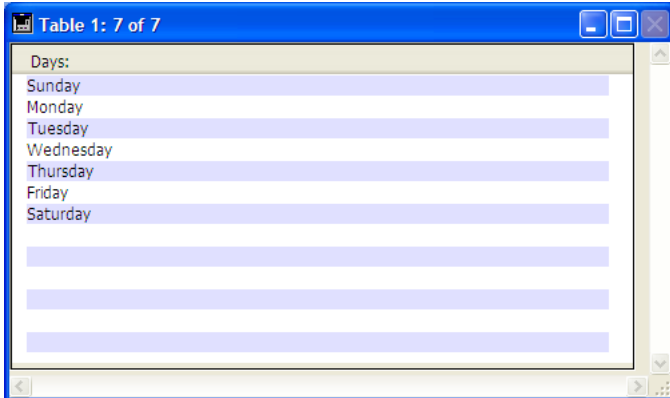 Table 1: 7 of 7
Days:
Sunday
Monday
Tuesday
Wednesday
Thursday
Friday
Saturday